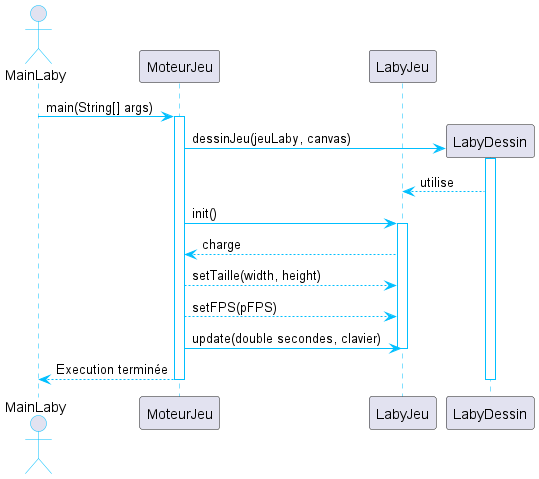 MainLaby
MoteurJeu
LabyJeu
main(String[] args)
dessinJeu(jeuLaby, canvas)
LabyDessin
utilise
init()
charge
setTaille(width, height)
setFPS(pFPS)
update(double secondes, clavier)
Execution terminée
MainLaby
MoteurJeu
LabyJeu
LabyDessin